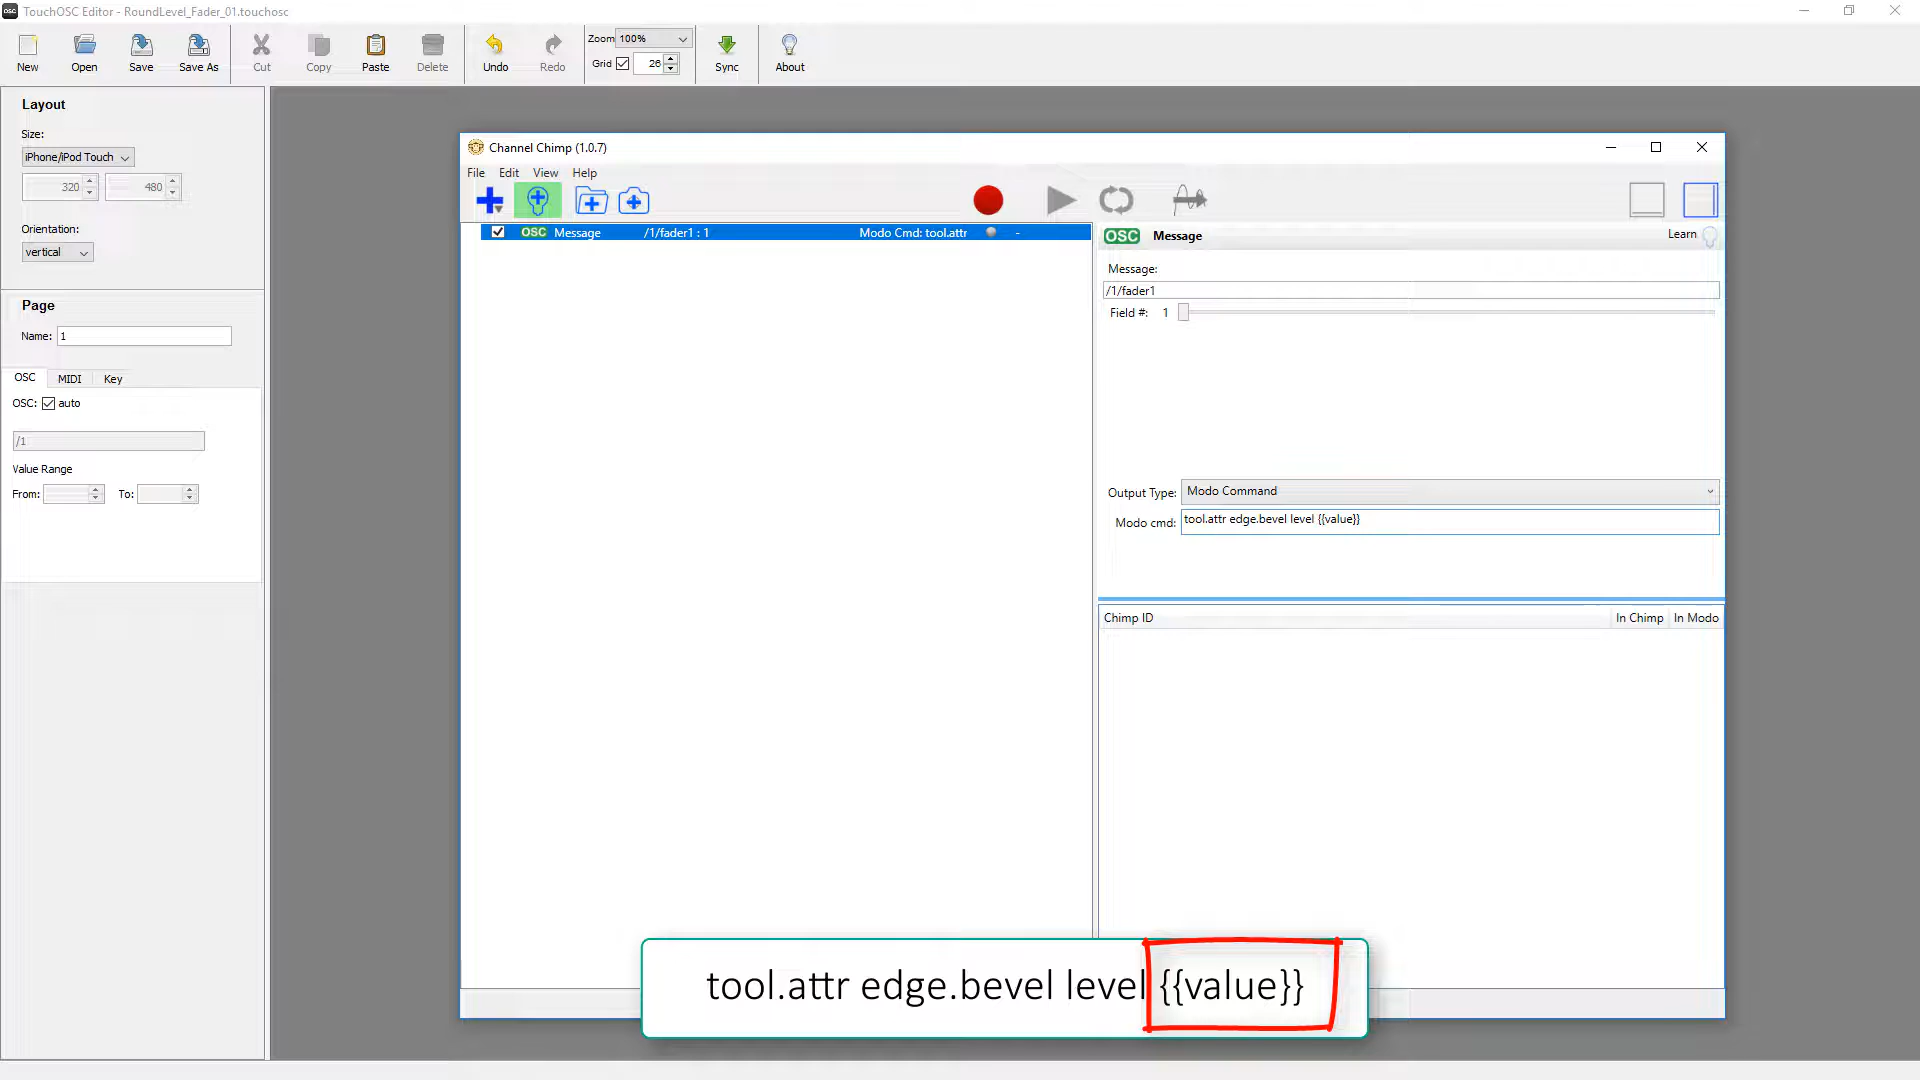 OSC TouchOSC Editor - RoundLevel_Fader_01.touchosc
New Open Save Save As Cut Copy Paste Delete Undo Redo Zoom 100% Grid 26 Sync About
Layout
Size:
iPhone/iPod Touch
320 480
Orientation:
vertical
Page
Name: 1
OSC MIDI Key
OSC: auto
/1
Value Range
From: To:
Channel Chimp (1.0.7)
File Edit View Help
OSC Message /1/fader1 : 1 Modo Cmd: tool.attr -
OSC Message Learn
Message:
/1/fader1
Field #: 1
Output Type: Modo Command
Modo cmd: tool.attr edge.bevel level {{value}}
Chimp ID In Chimp In Modo
tool.attr edge.bevel level {{value}}